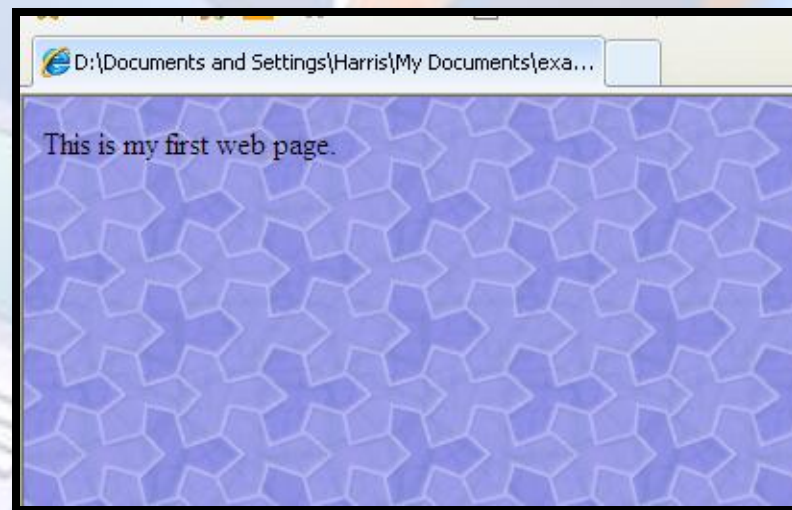 D:\Documents and Settings\Harris\My Documents\exa...
This is my first web page.